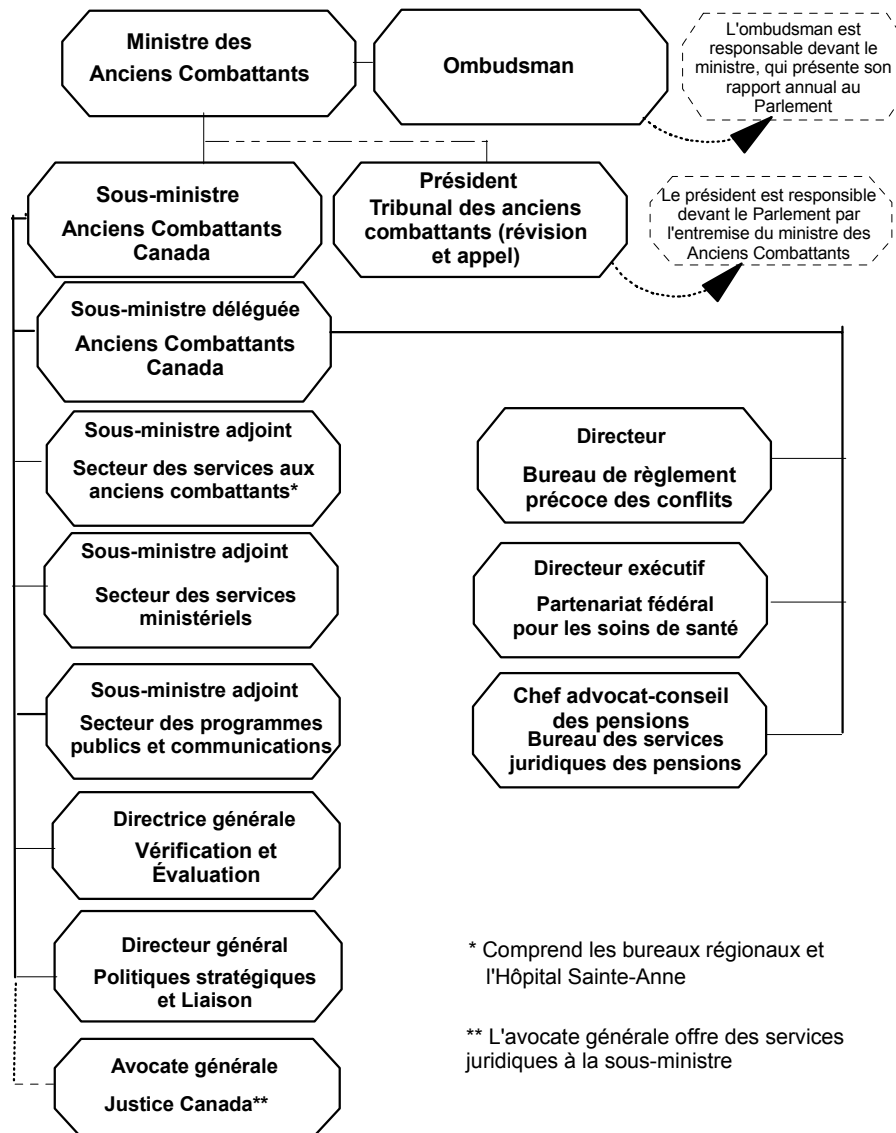 Ministre des
Anciens Combattants
Ombudsman
L'ombudsman est
responsable devant le
ministre, qui présente son
rapport annual au
Parlement
Sous-ministre
Anciens Combattants
Canada
Président
Tribunal des anciens
combattants (révision
et appel)
Le président est responsible
devant le Parlement par
l'entremise du ministre des
Anciens Combattants
Sous-ministre déléguée
Anciens Combattants
Canada
Sous-ministre adjoint
Secteur des services aux
anciens combattants*
Sous-ministre adjoint
Secteur des services
ministériels
Sous-ministre adjoint
Secteur des programmes
publics et communications
Directrice générale
Vérification et
Évaluation
Directeur général
Politiques stratégiques
et Liaison
Avocate générale
Justice Canada**
Directeur
Bureau de règlement
précoce des conflits
Directeur exécutif
Partenariat fédéral
pour les soins de santé
Chef advocat-conseil
des pensions
Bureau des services
juridiques des pensions
* Comprend les bureaux régionaux et
l'Hôpital Sainte-Anne
** L'avocate générale offre des services
juridiques à la sous-ministre